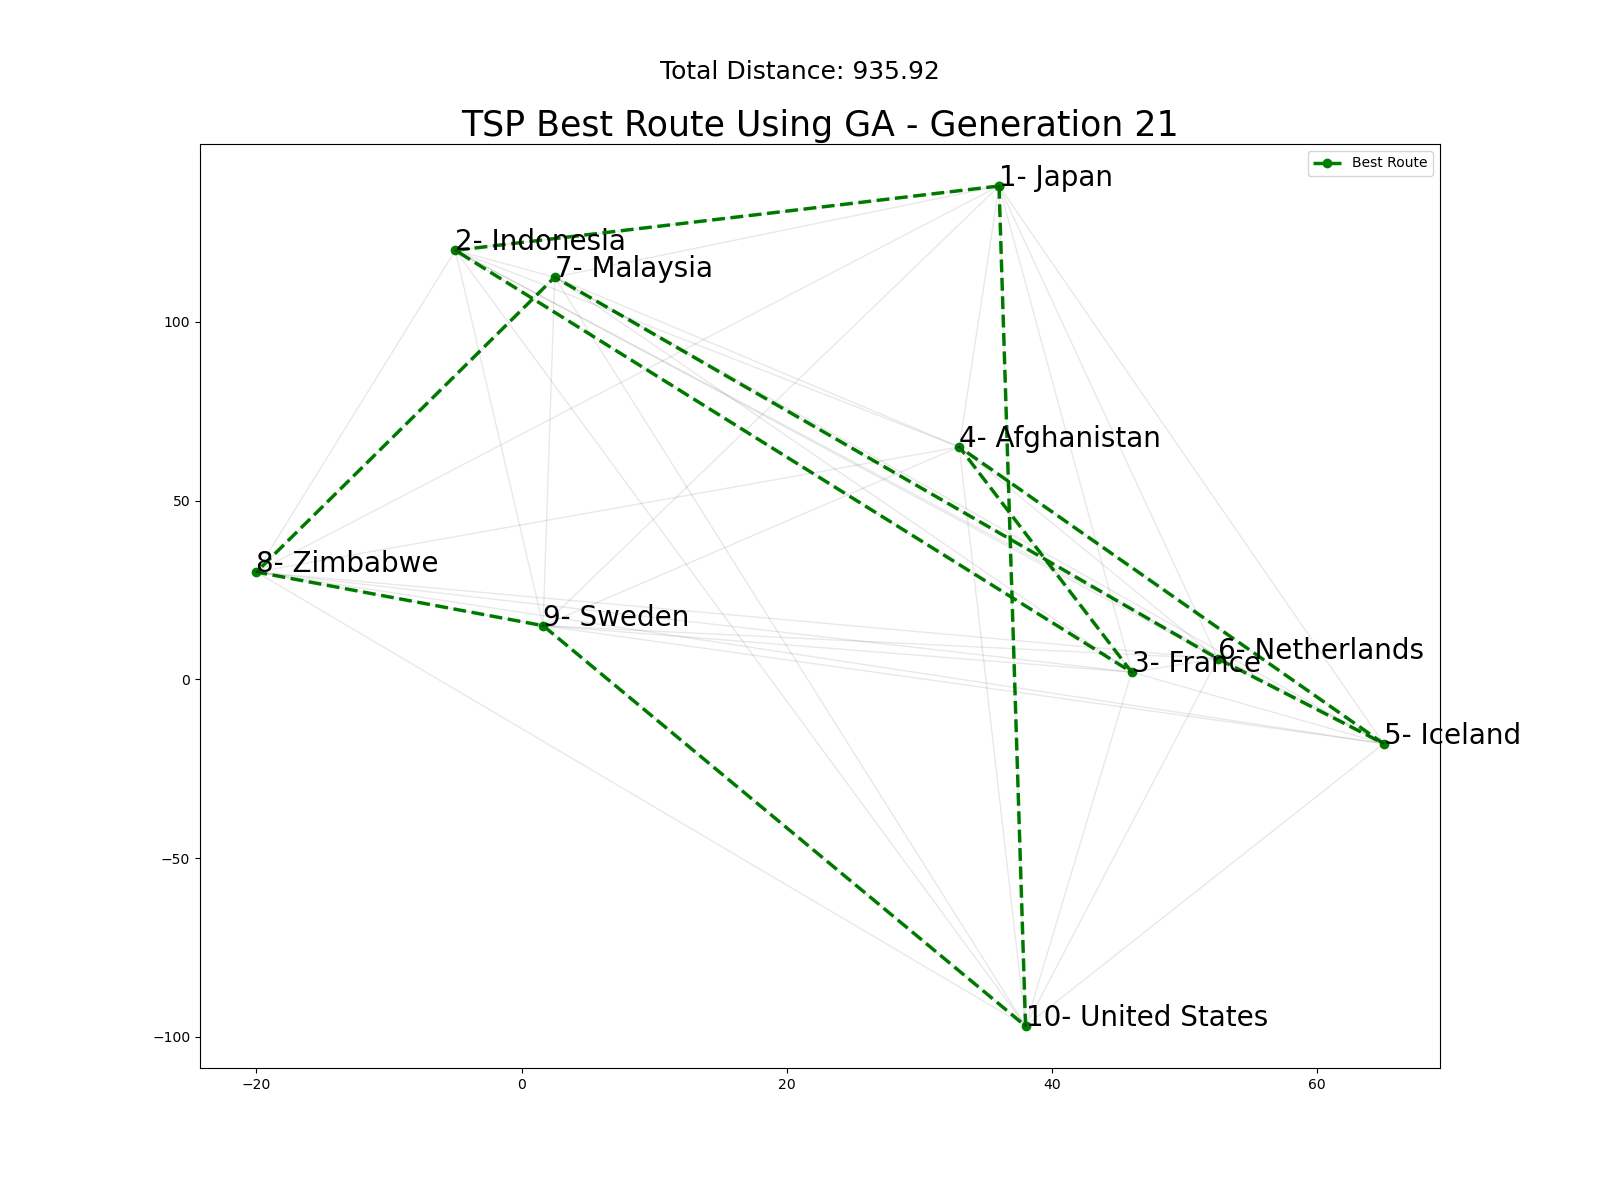 Total Distance: 935.92
TSP Best Route Using GA - Generation 21
Best Route
1- Japan
2- Indonesia
7- Malaysia
100
4- Afghanistan
50
8- Zimbabwe
9- Sweden
6- Netherlands
3- France
0
5- Iceland
−50
10- United States
−100
−20 0 20 40 60